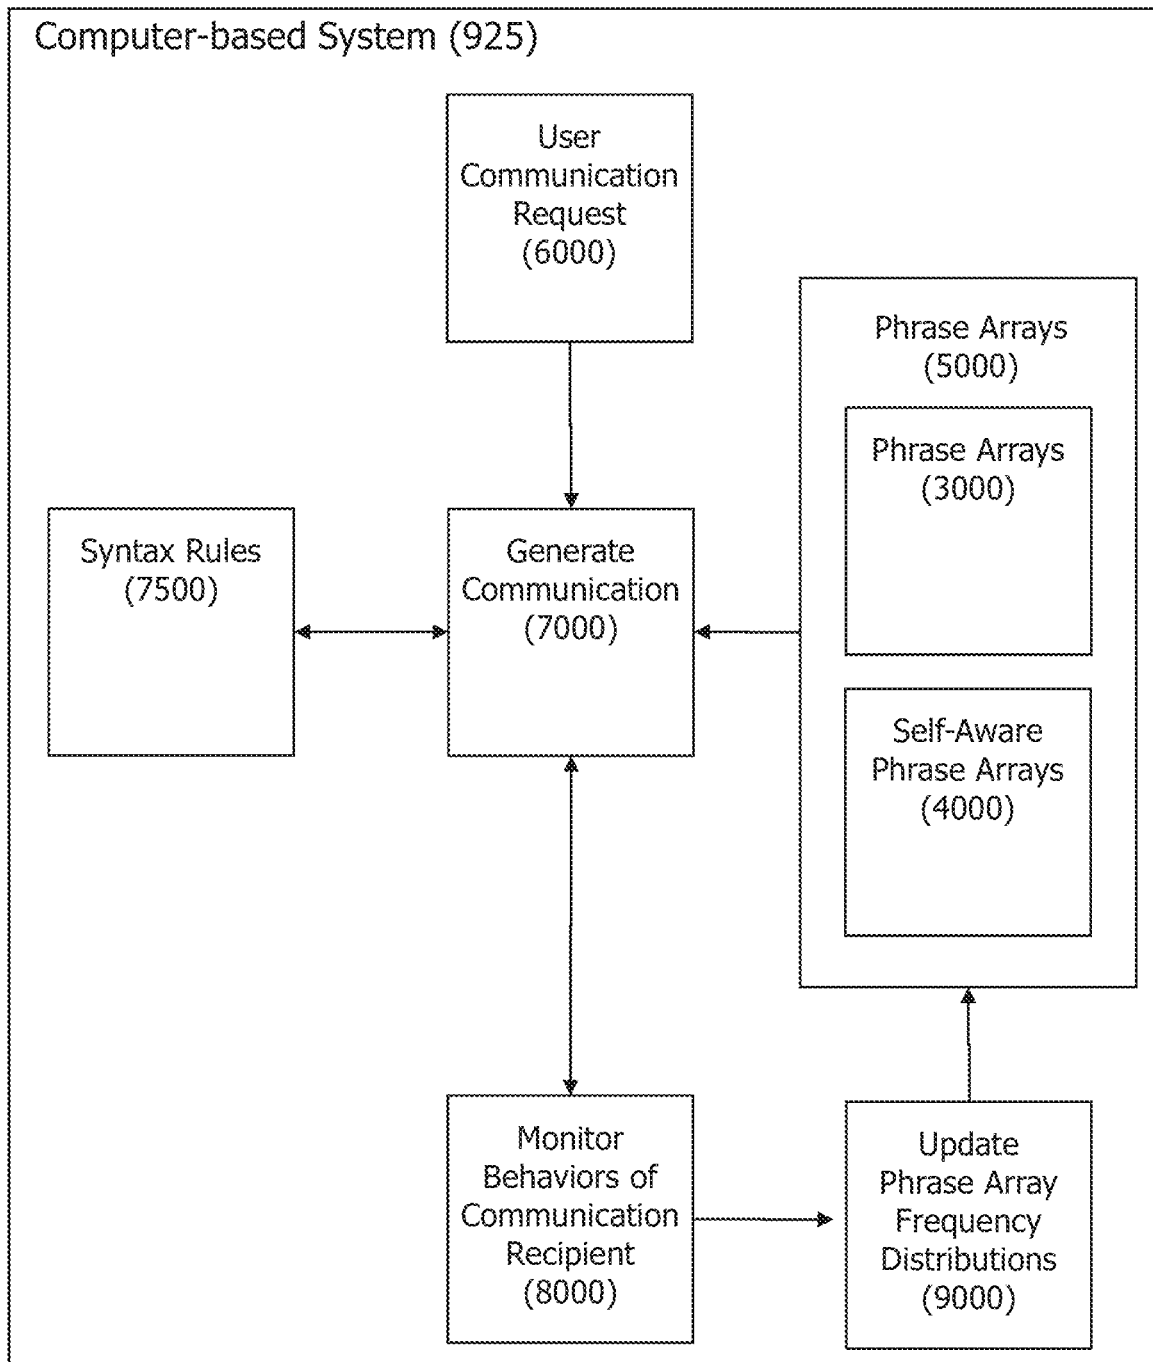 Computer-based System (925)
User
Communication
Request
(6000)
Phrase Arrays
(5000)
Phrase Arrays
(3000)
Syntax Rules
(7500)
Generate
Communication
(7000)
Self-Aware
Phrase Arrays
(4000)
Monitor
Behaviors of
Communication
Recipient
(8000)
Update
Phrase Array
Frequency
Distributions
(9000)